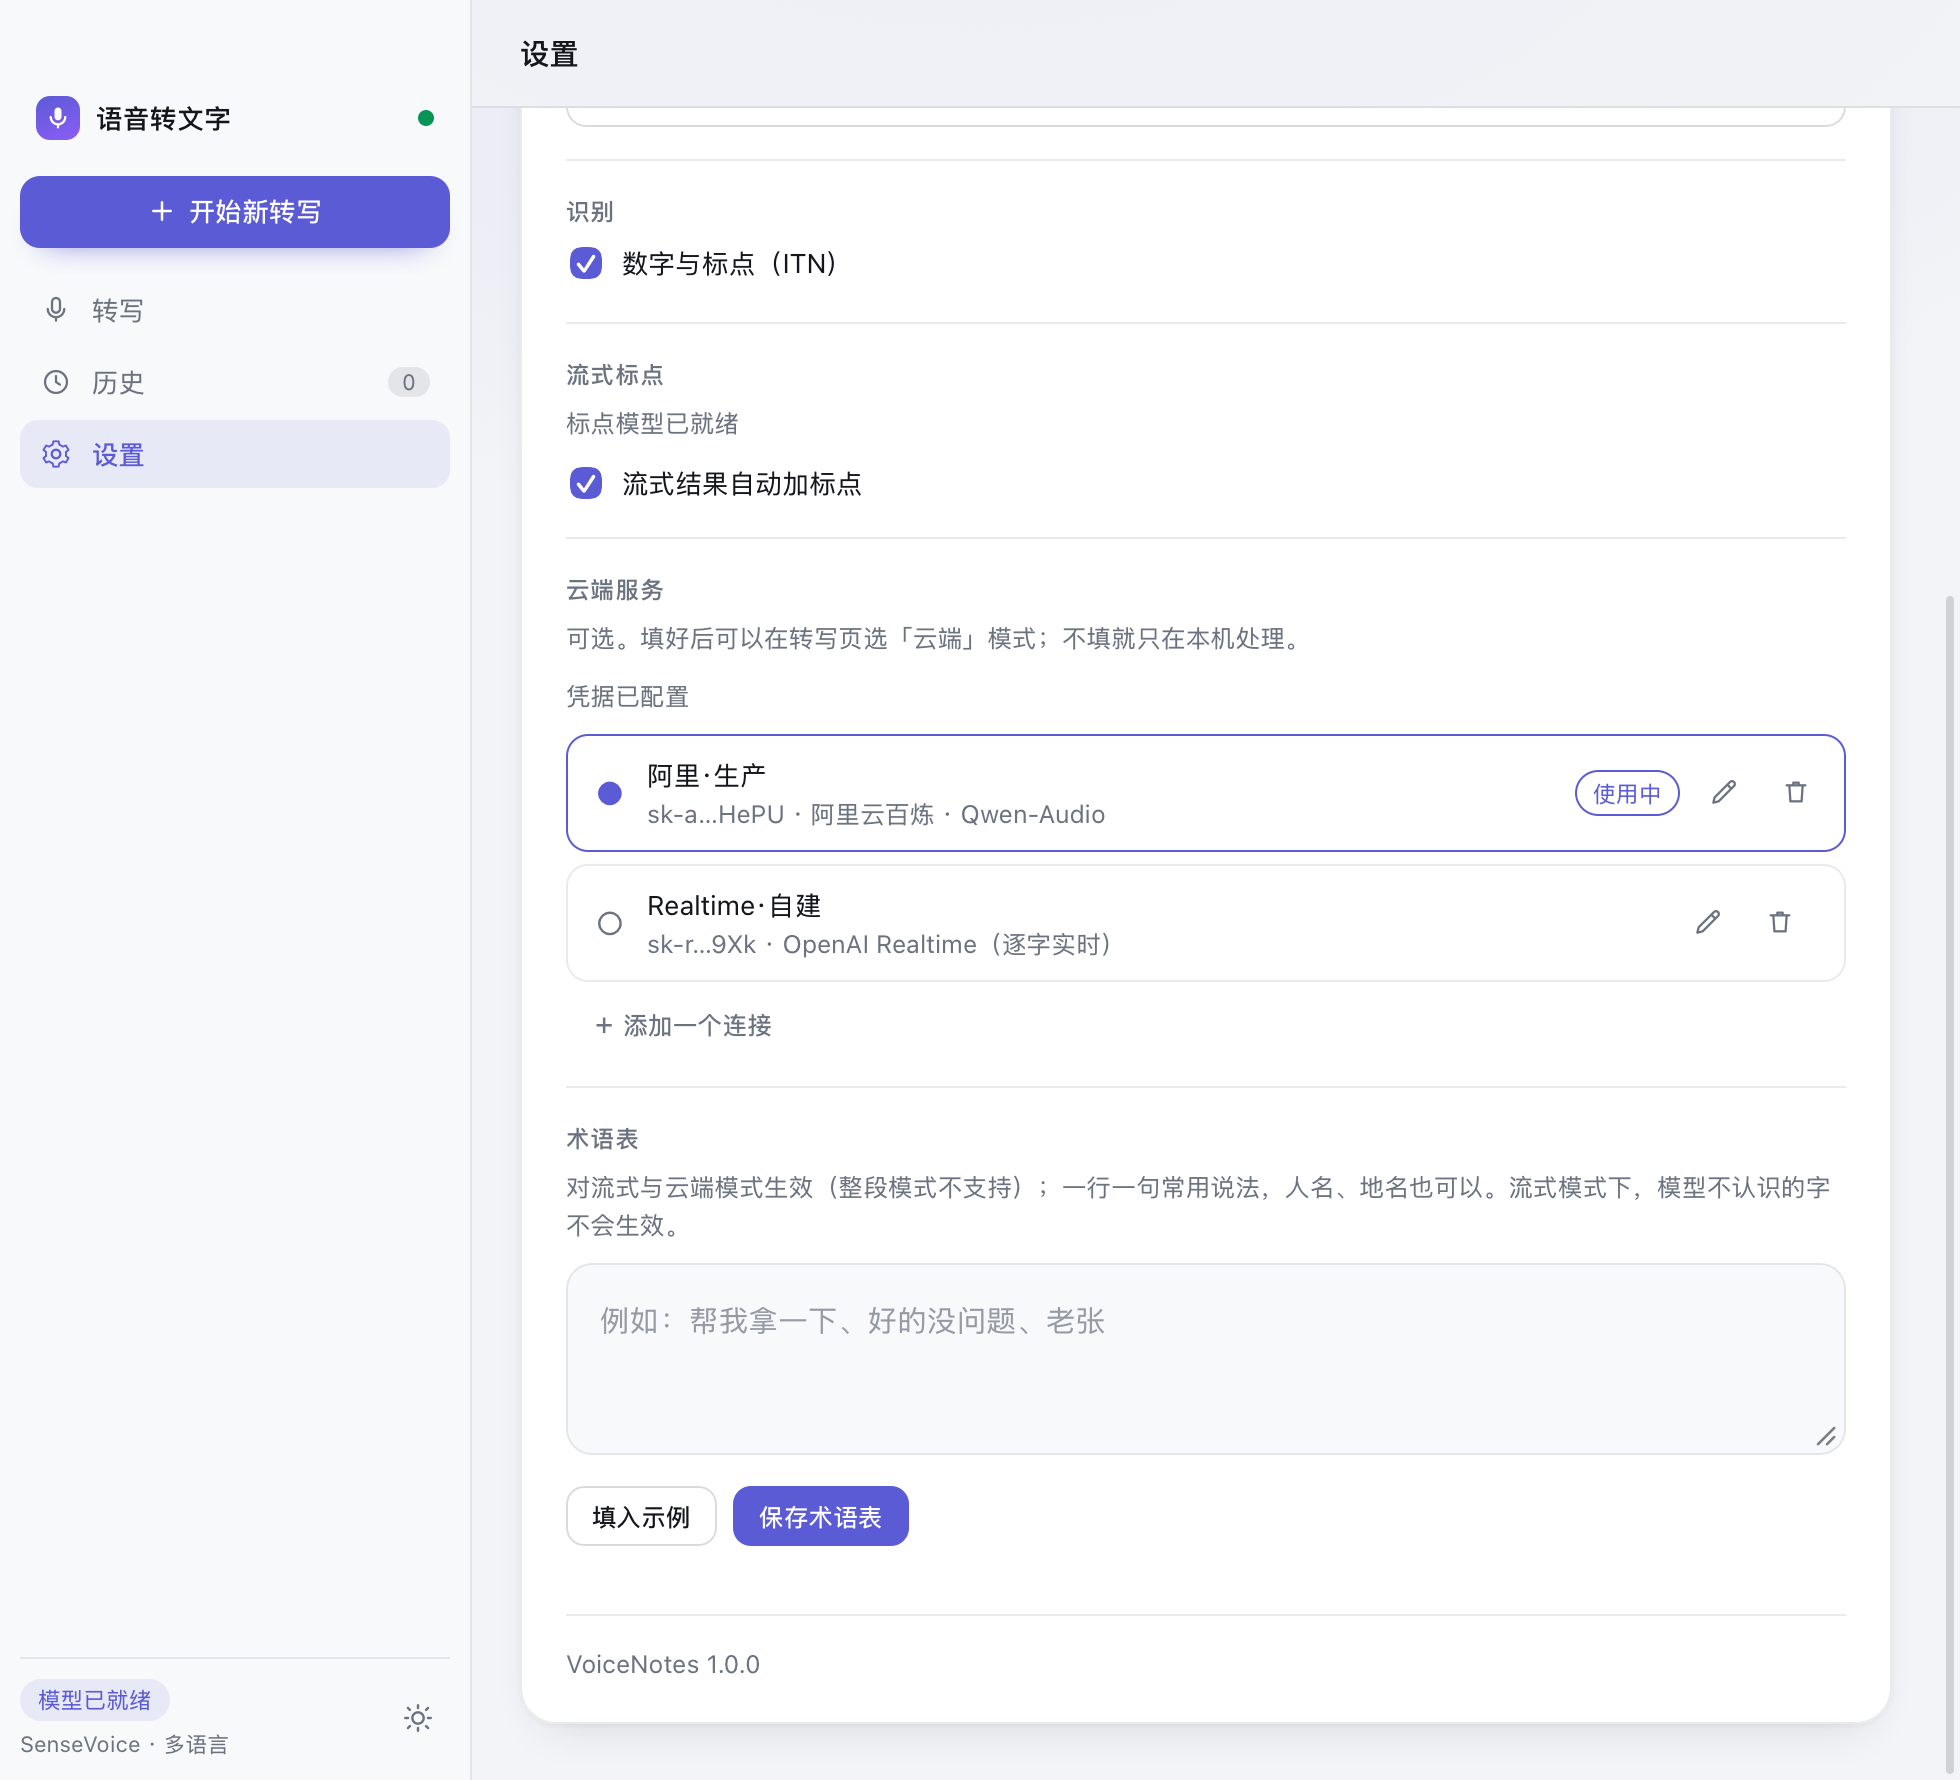 设置
语音转文字
开始新转写
转写
历史 0
设置
识别
数字与标点（ITN）
流式标点
标点模型已就绪
流式结果自动加标点
云端服务
可选。填好后可以在转写页选「云端」模式；不填就只在本机处理。
凭据已配置
阿里·生产
sk-a...HePU · 阿里云百炼 · Qwen-Audio
使用中
Realtime·自建
sk-r...9Xk · OpenAI Realtime（逐字实时）
+ 添加一个连接
术语表
对流式与云端模式生效（整段模式不支持）；一行一句常用说法，人名、地名也可以。流式模式下，模型不认识的字
不会生效。
例如：帮我拿一下、好的没问题、老张
填入示例
保存术语表
VoiceNotes 1.0.0
模型已就绪
SenseVoice · 多语言